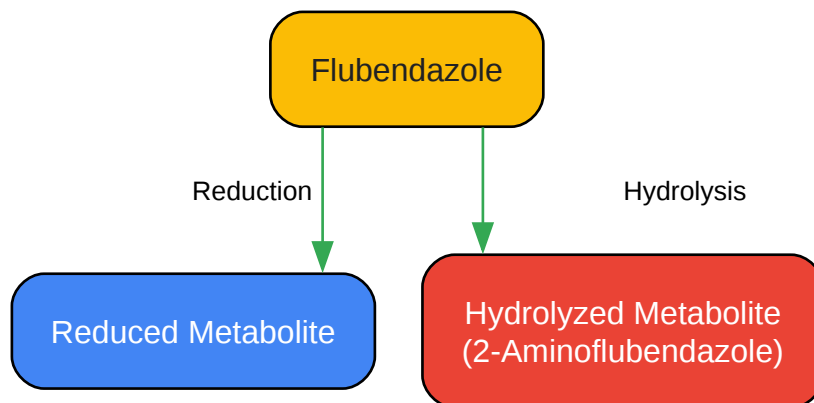 Flubendazole
Reduction
Hydrolysis
Reduced Metabolite
Hydrolyzed Metabolite
(2-Aminoflubendazole)